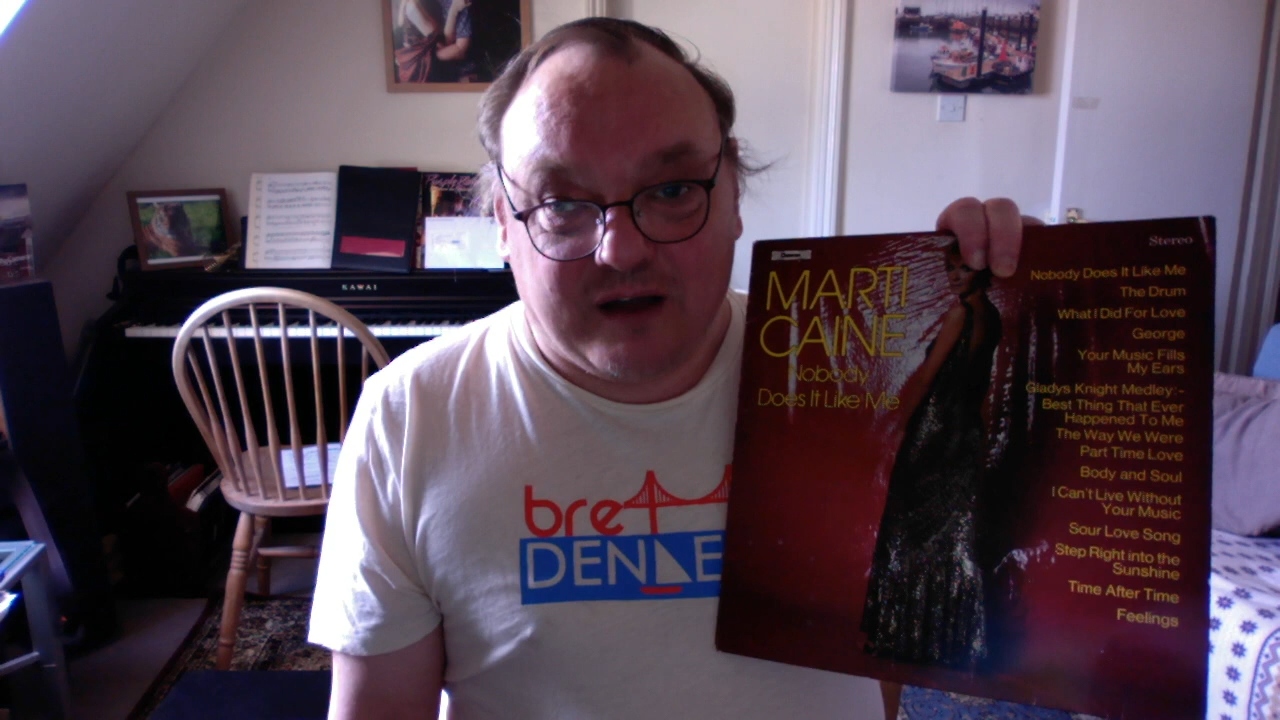 KAWAI
bret
DENNE
MARTI
CAINE
Nobody
Does It Like Me
Stereo
Nobody Does It Like Me
The Drum
What I Did For Love
George
Your Music Fills
My Ears
Gladys Knight Medley:-
Best Thing That Ever
Happened To Me
The Way We Were
Part Time Love
Body and Soul
I Can't Live Without
Your Music
Sour Love Song
Step Right into the
Sunshine
Time After Time
Feelings